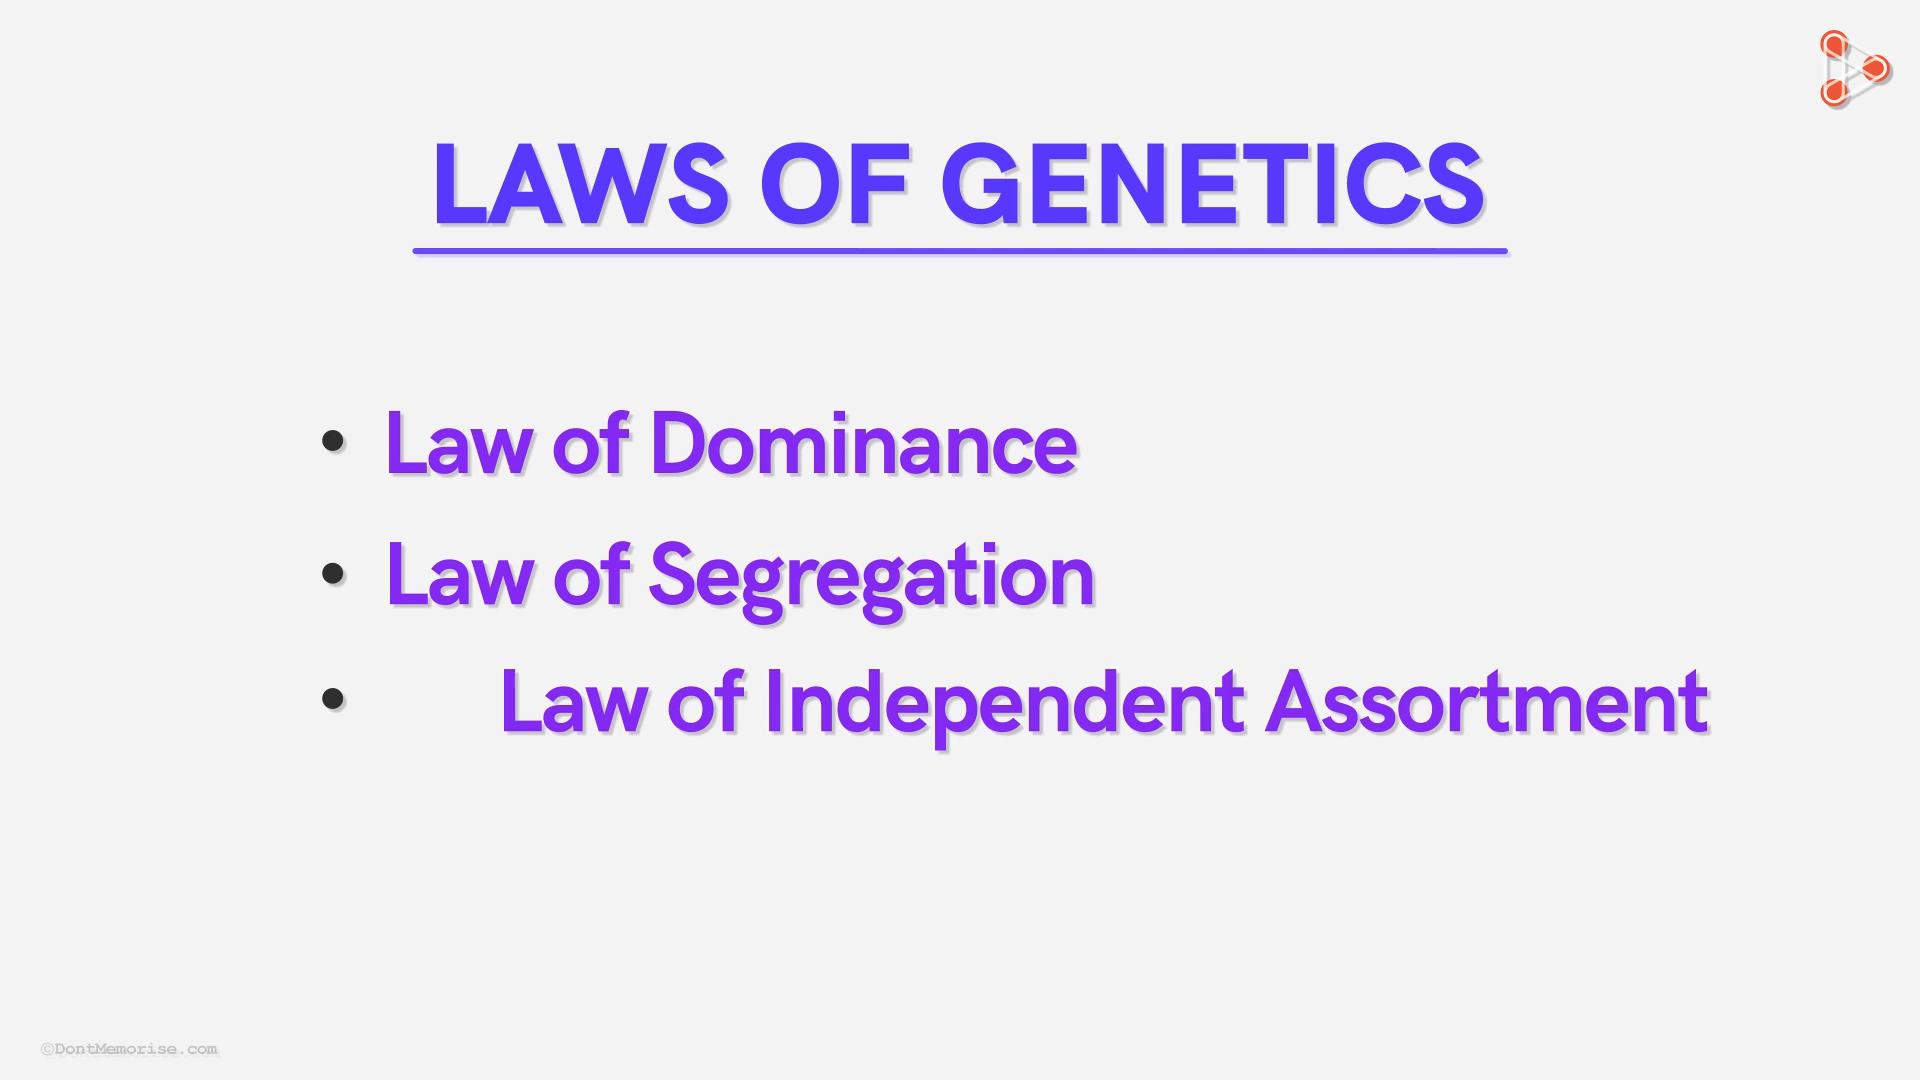 LAWS OF GENETICS
• Law of Dominance
• Law of Segregation
• Law of Independent Assortment
©DontMemorise.com